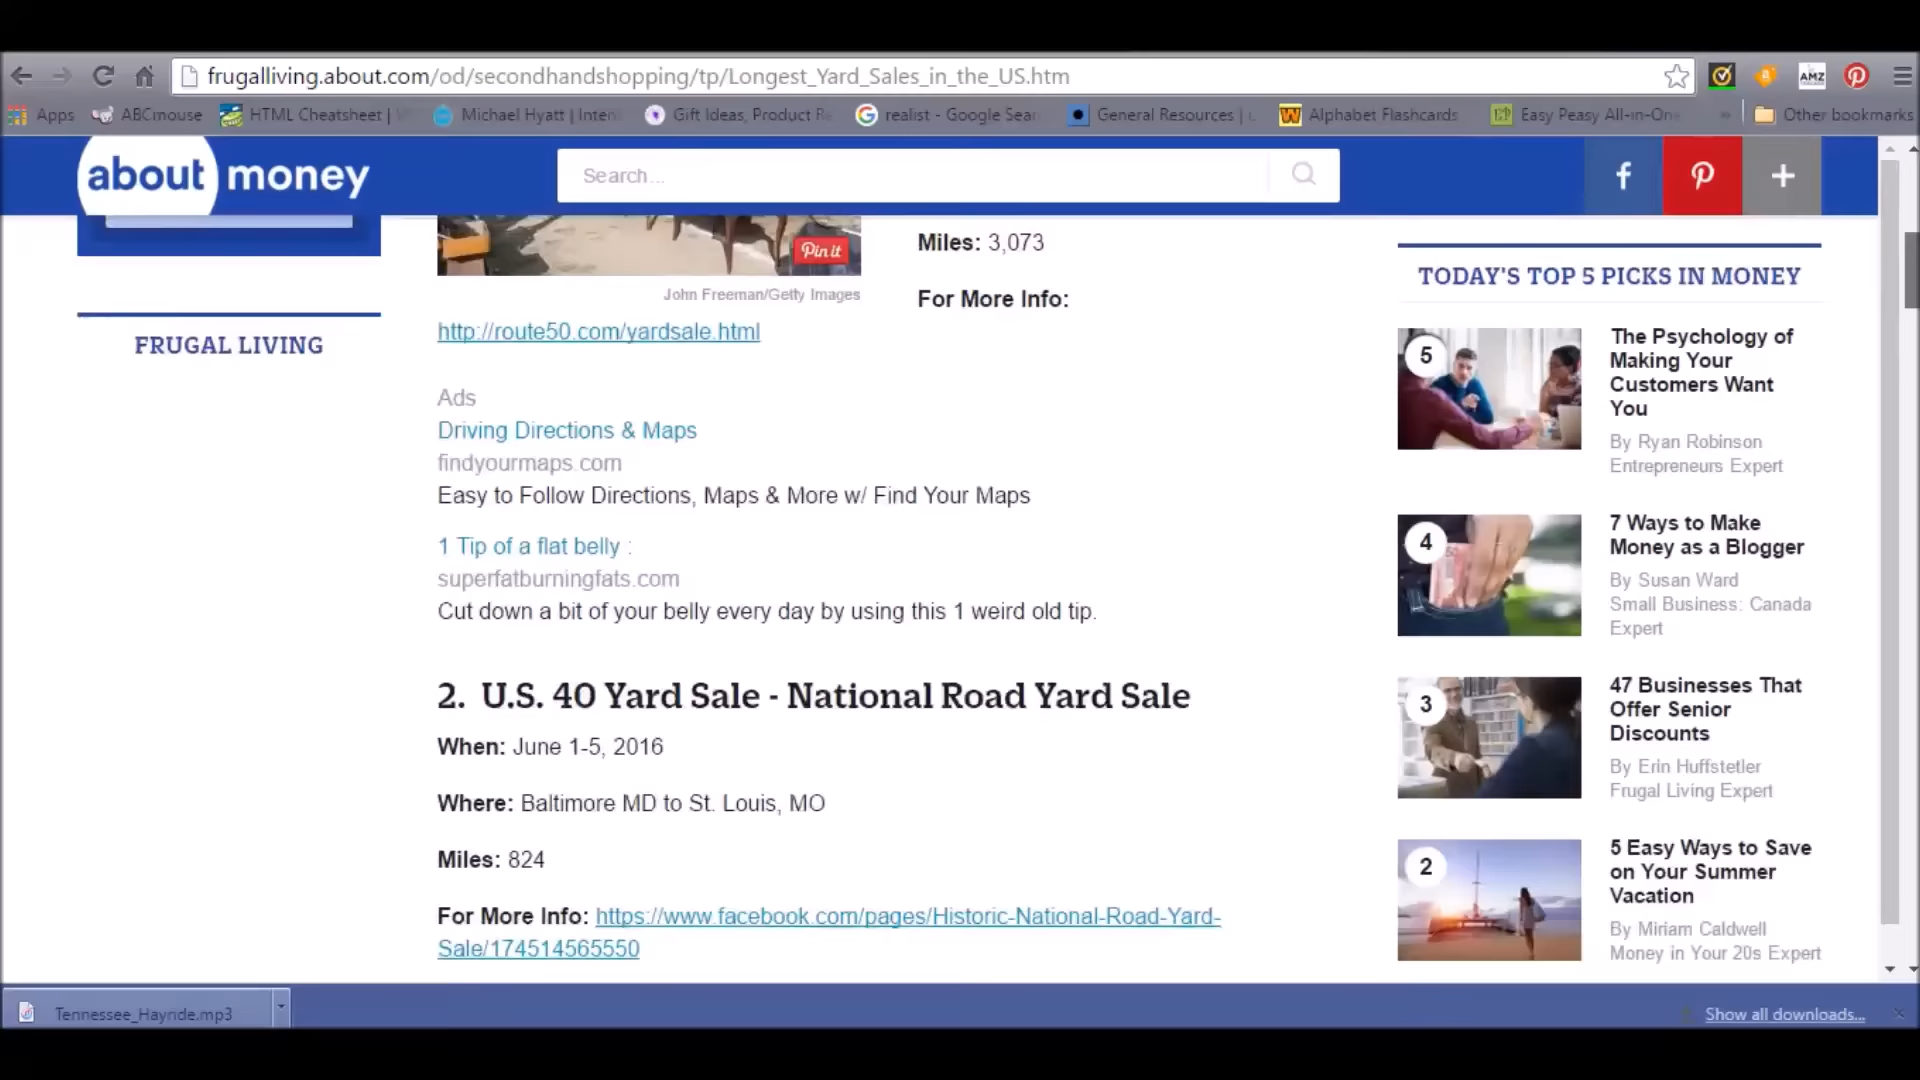 frugalliving.about.com/od/secondhandshopping/tp/Longest_Yard_Sales_in_the_US.htm
AMZ
Apps
ABCmouse
HTML Cheatsheet |
Michael Hyatt | Inten
Gift Ideas, Product Re
realist - Google Sear
General Resources |
Alphabet Flashcards
Easy Peasy All-in-One
»
Other bookmarks
about money
Search...
Pin it
John Freeman/Getty Images
Miles: 3,073
For More Info:
http://route50.com/yardsale.html
FRUGAL LIVING
Ads
Driving Directions & Maps
findyourmaps.com
Easy to Follow Directions, Maps & More w/ Find Your Maps
1 Tip of a flat belly :
superfatburningfats.com
Cut down a bit of your belly every day by using this 1 weird old tip.
2. U.S. 40 Yard Sale - National Road Yard Sale
When: June 1-5, 2016
Where: Baltimore MD to St. Louis, MO
Miles: 824
For More Info: https://www.facebook.com/pages/Historic-National-Road-Yard-
Sale/174514565550
TODAY'S TOP 5 PICKS IN MONEY
5
The Psychology of
Making Your
Customers Want
You
By Ryan Robinson
Entrepreneurs Expert
4
7 Ways to Make
Money as a Blogger
By Susan Ward
Small Business: Canada
Expert
3
47 Businesses That
Offer Senior
Discounts
By Erin Huffstetler
Frugal Living Expert
2
5 Easy Ways to Save
on Your Summer
Vacation
By Miriam Caldwell
Money in Your 20s Expert
Tennessee_Hayride.mp3
Show all downloads...